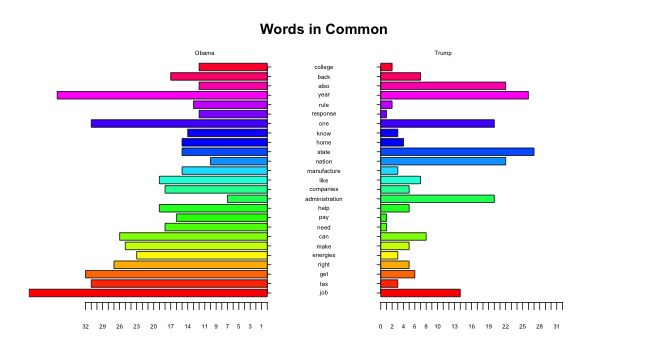 Words in Common
Obama Trump
college
back
also
year
rule
response
one
know
home
state
nation
manufacture
like
companies
administration
help
pay
need
can
make
energies
right
get
tax
job
32 29 26 23 20 17 14 11 9 7 5 3 1 0 2 4 6 8 10 13 16 19 22 25 28 31